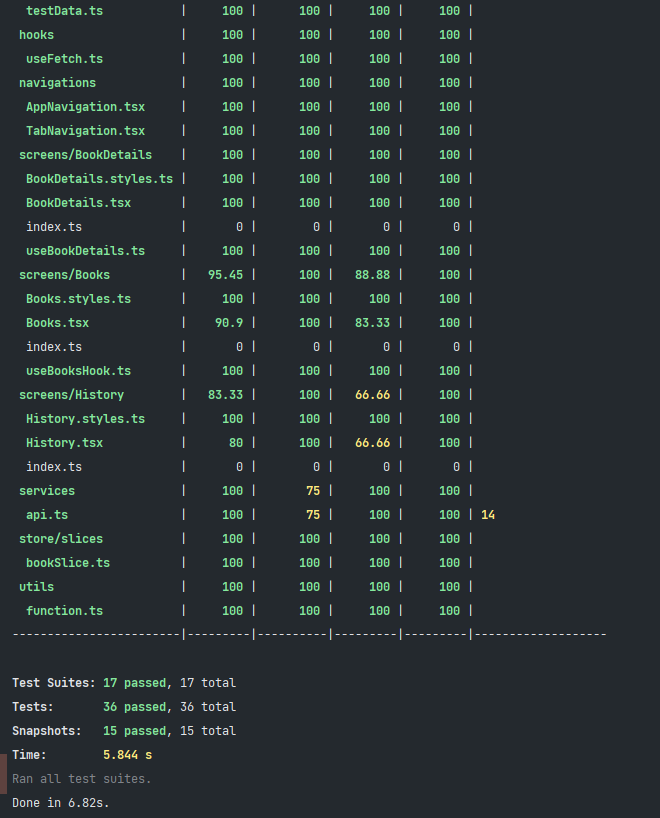 testData.ts | 100 | 100 | 100 | 100 |
hooks | 100 | 100 | 100 | 100 |
useFetch.ts | 100 | 100 | 100 | 100 |
navigations | 100 | 100 | 100 | 100 |
AppNavigation.tsx | 100 | 100 | 100 | 100 |
TabNavigation.tsx | 100 | 100 | 100 | 100 |
screens/BookDetails | 100 | 100 | 100 | 100 |
BookDetails.styles.ts | 100 | 100 | 100 | 100 |
BookDetails.tsx | 100 | 100 | 100 | 100 |
index.ts | 0 | 0 | 0 | 0 |
useBookDetails.ts | 100 | 100 | 100 | 100 |
screens/Books | 95.45 | 100 | 88.88 | 100 |
Books.styles.ts | 100 | 100 | 100 | 100 |
Books.tsx | 90.9 | 100 | 83.33 | 100 |
index.ts | 0 | 0 | 0 | 0 |
useBooksHook.ts | 100 | 100 | 100 | 100 |
screens/History | 83.33 | 100 | 66.66 | 100 |
History.styles.ts | 100 | 100 | 100 | 100 |
History.tsx | 80 | 100 | 66.66 | 100 |
index.ts | 0 | 0 | 0 | 0 |
services | 100 | 75 | 100 | 100 |
api.ts | 100 | 75 | 100 | 100 | 14
store/slices | 100 | 100 | 100 | 100 |
bookSlice.ts | 100 | 100 | 100 | 100 |
utils | 100 | 100 | 100 | 100 |
function.ts | 100 | 100 | 100 | 100 |
------------------------|---------|----------|---------|---------|-------------------
Test Suites: 17 passed, 17 total
Tests: 36 passed, 36 total
Snapshots: 15 passed, 15 total
Time: 5.844 s
Ran all test suites.
Done in 6.82s.